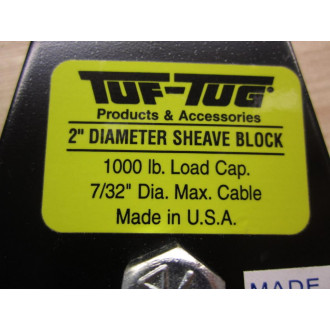 TUF-TUG®
Products & Accessories
2" DIAMETER SHEAVE BLOCK
1000 lb. Load Cap.
7/32" Dia. Max. Cable
Made in U.S.A.
MADE